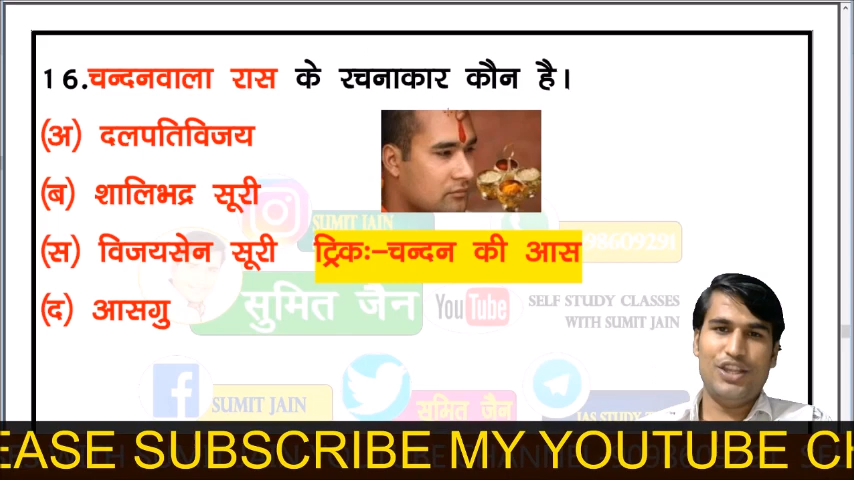 16.चन्दनवाला रास के रचनाकार कौन है।
(अ) दलपतिविजय
(ब) शालिभद्र सूरी
SUMIT JAIN
(स) विजयसेन सूरी ट्रिकः-चन्दन की आस
98609291
(द) आसगु
सुमित जैन
YouTube
SELF STUDY CLASSES
WITH SUMIT JAIN
SUMIT JAIN
सुमित जैन
EASE SUBSCRIBE MY YOUTUBE CH